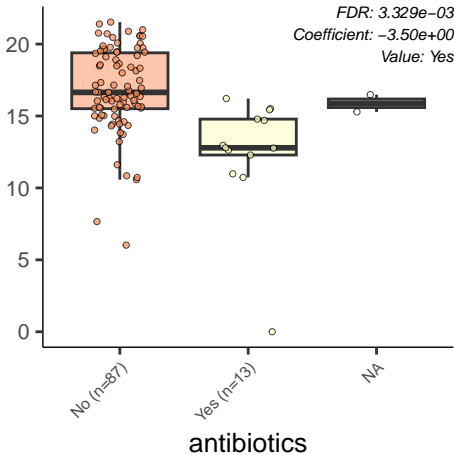 FDR: 3.329e−03
Coefficient: −3.50e+00
Value: Yes
20
15
10
5
0
No (n=87)
Yes (n=13)
NA
antibiotics